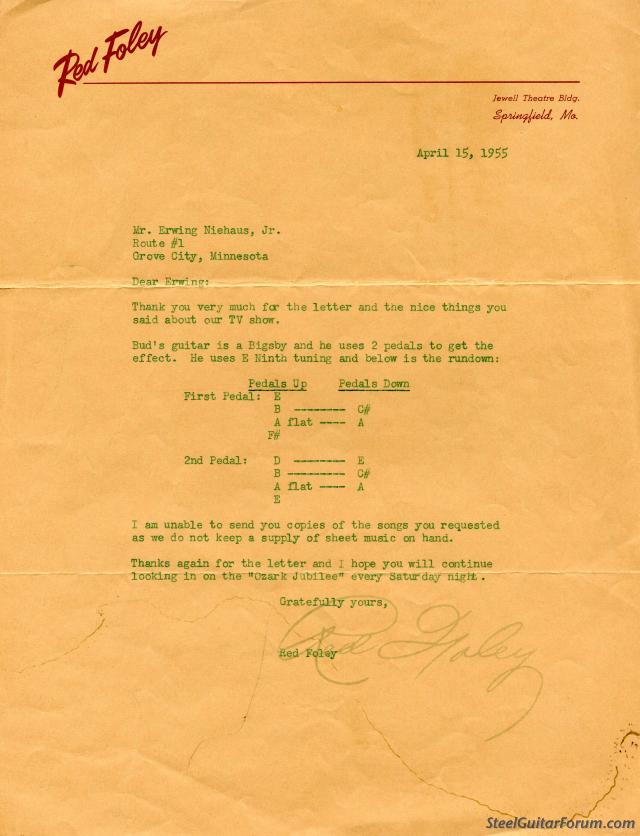 Red Foley
Jewell Theatre Bldg.
Springfield, Mo.
April 15, 1955
Mr. Erwing Niehaus, Jr.
Route #1
Grove City, Minnesota
Dear Erwing:
Thank you very much for the letter and the nice things you
said about our TV show.
Bud's guitar is a Bigsby and he uses 2 pedals to get the
effect. He uses E Ninth tuning and below is the rundown:
Pedals Up Pedals Down
First Pedal: E
B -------- C#
A flat ---- A
F#
2nd Pedal: D -------- E
B --------- C#
A flat ---- A
E
I am unable to send you copies of the songs you requested
as we do not keep a supply of sheet music on hand.
Thanks again for the letter and I hope you will continue
looking in on the "Ozark Jubilee" every Saturday night.
Gratefully yours,
Red Foley
Red Foley
SteelGuitarForum.com